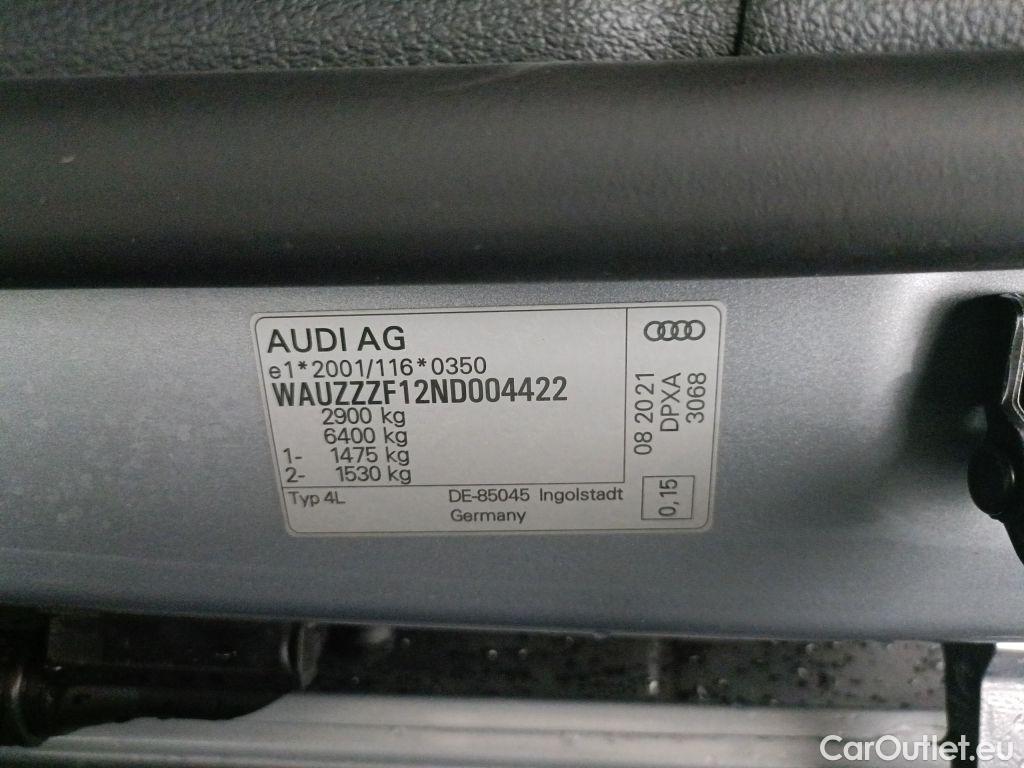 AUDI AG
e1*2001/116*0350
WAUZZZF12ND004422
2900 kg
6400 kg
1- 1475 kg
2- 1530 kg
Typ 4L
DE-85045 Ingolstadt
Germany
08 2021
DPXA
3068
0,15
CarOutlet.eu